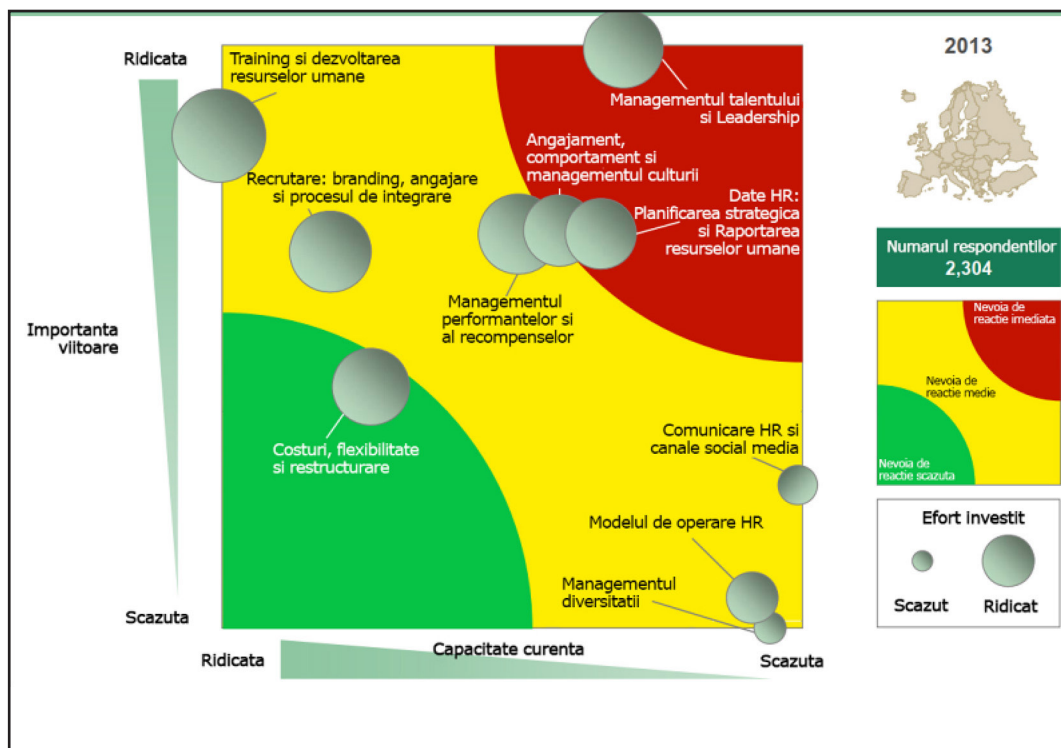 2013
Ridicata
Training si dezvoltarea
resurselor umane
Managementul talentului
si Leadership
Angajament,
comportament si
managementul culturii
Recrutare: branding, angajare
si procesul de integrare
Date HR:
Planificarea strategica
si Raportarea
resurselor umane
Numarul respondentilor
2,304
Managementul
performantelor si
al recompenselor
Importanta
viitoare
Nevoia de
reactie imediata
Nevoia de
reactie medie
Nevoia de
reactie scazuta
Costuri, flexibilitate
si restructurare
Comunicare HR si
canale social media
Modelul de operare HR
Managementul
diversitatii
Efort investit
Scazut
Ridicat
Scazuta
Ridicata
Capacitate curenta
Scazuta